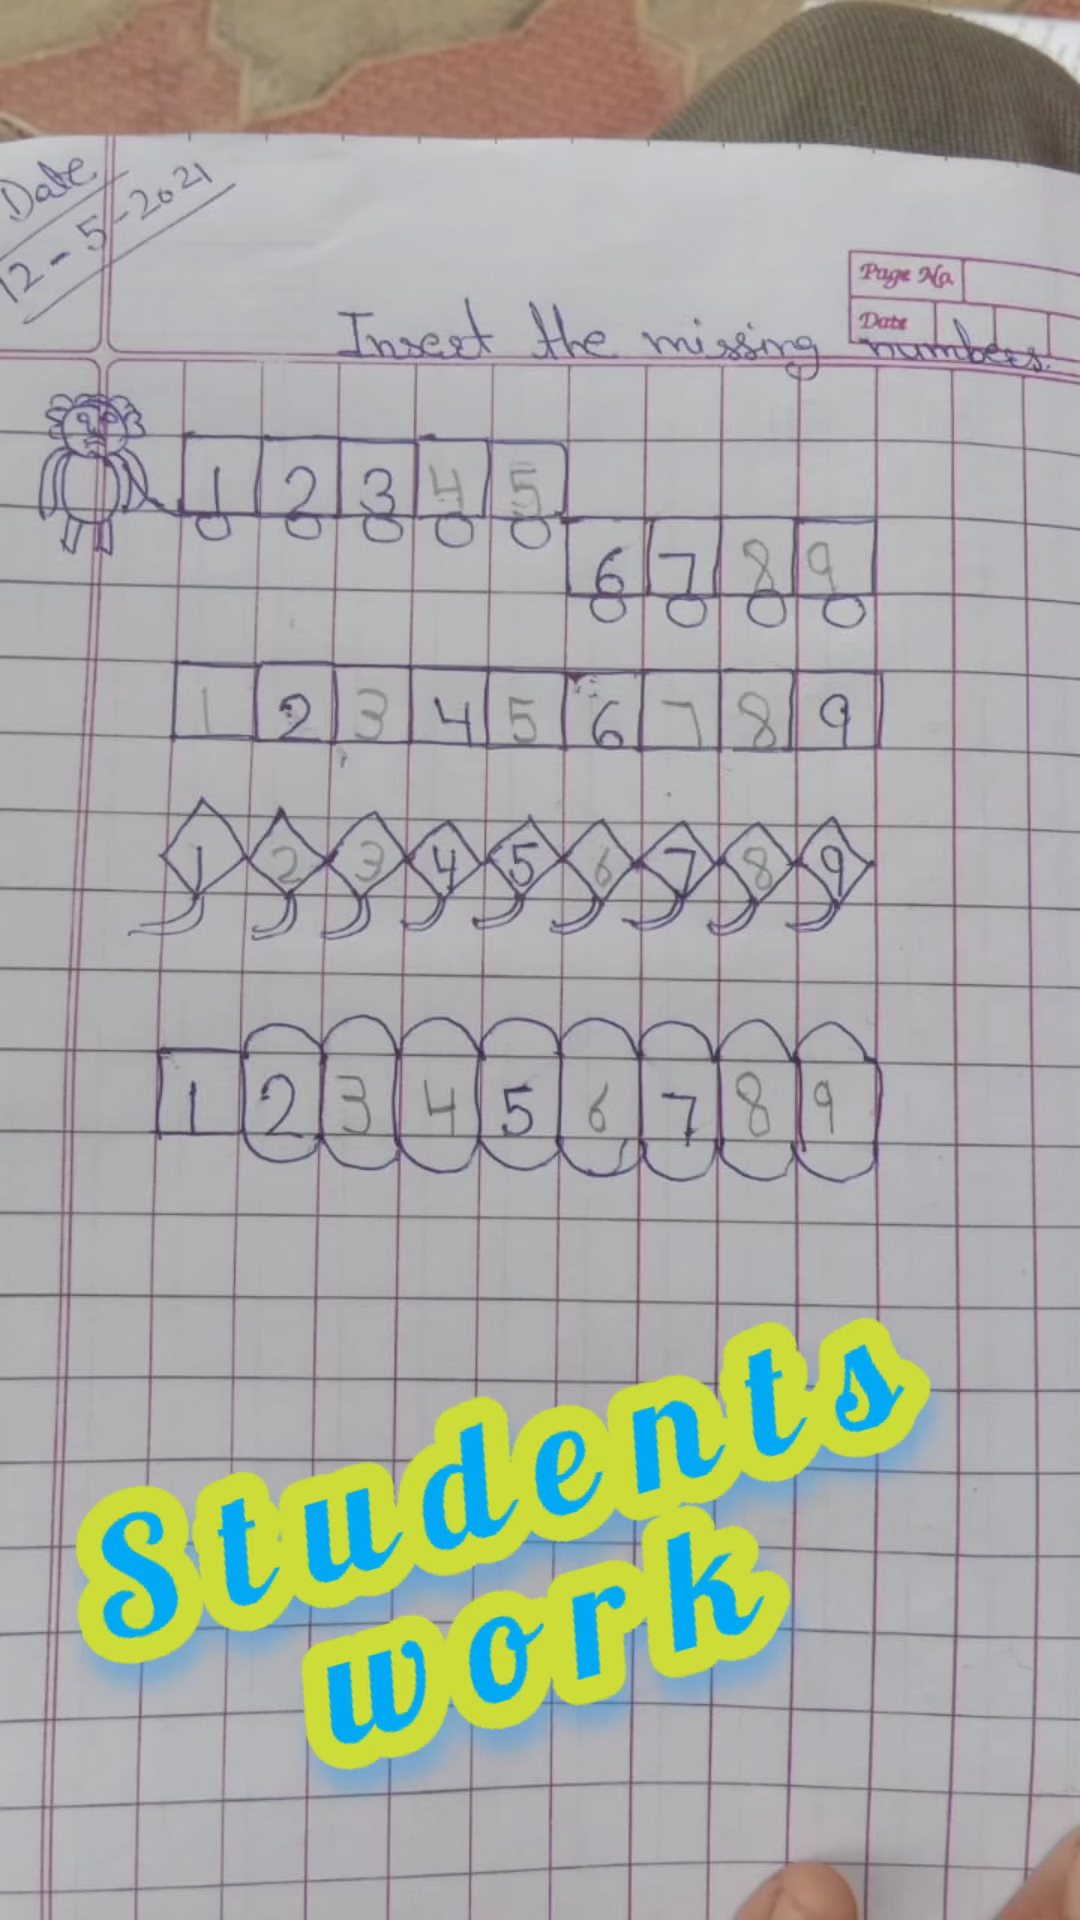 Date
12-5-2021
Page No.
Date
Insert the missing numbers.
1 2 3 4 5
6 7 8 9
1 2 3 4 5 6 7 8 9
1 2 3 4 5 6 7 8 9
1 2 3 4 5 6 7 8 9
Students
work